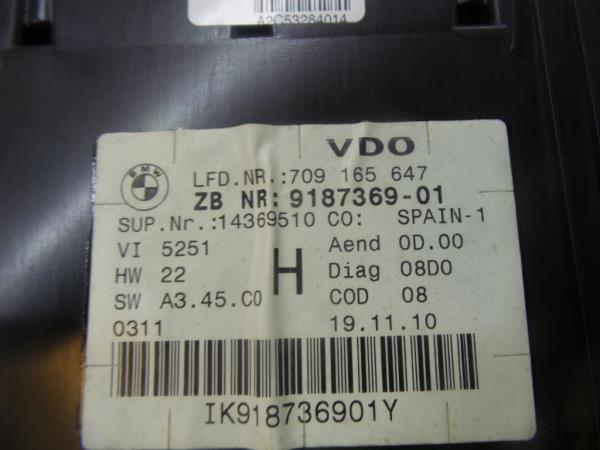 A2C53284014
VDO
BMW
LFD.NR.:709 165 647
ZB NR: 9187369-01
SUP.Nr.:14369510 CO: SPAIN-1
VI 5251 Aend 0D.00
HW 22 H Diag 08D0
SW A3.45.C0 COD 08
0311 19.11.10
IK918736901Y